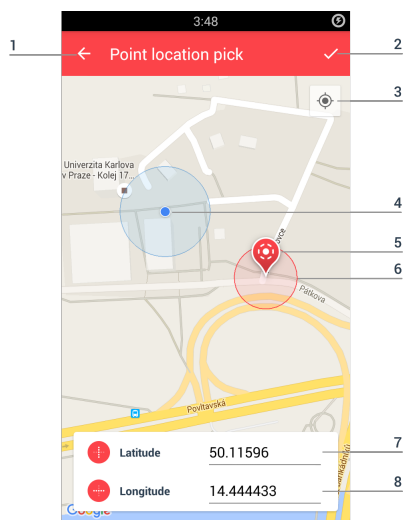 3:48
1
Point location pick
2
3
Univerzita Karlova
v Praze - Kolej 17...
4
5
6
Pátkova
Povltavská
7
Latitude
50.11596
Longitude
14.444433
8
Google